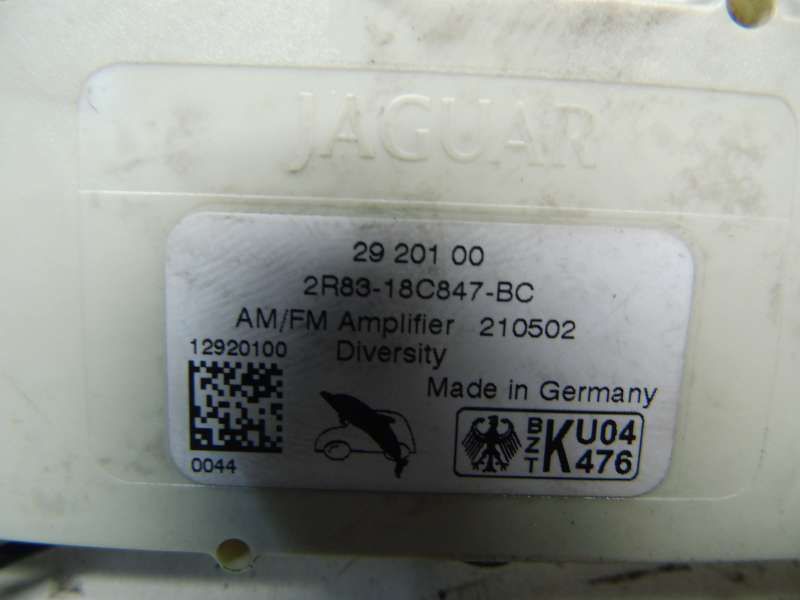 JAGUAR
29 201 00
2R83-18C847-BC
AM/FM Amplifier 210502
12920100 Diversity
Made in Germany
0044
BZT K U04 476